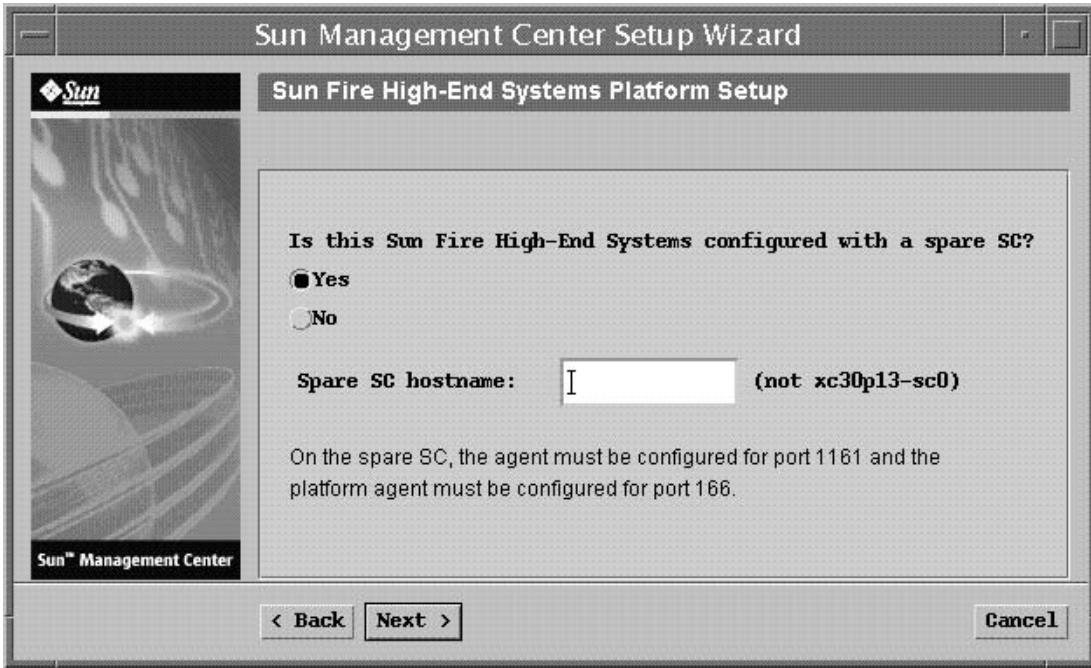 Sun Management Center Setup Wizard
Sun
Sun Fire High-End Systems Platform Setup
Is this Sun Fire High-End Systems configured with a spare SC?
Yes
No
Spare SC hostname: (not xc30p13-sc0)
On the spare SC, the agent must be configured for port 1161 and the
platform agent must be configured for port 166.
Sun™ Management Center
< Back Next > Cancel